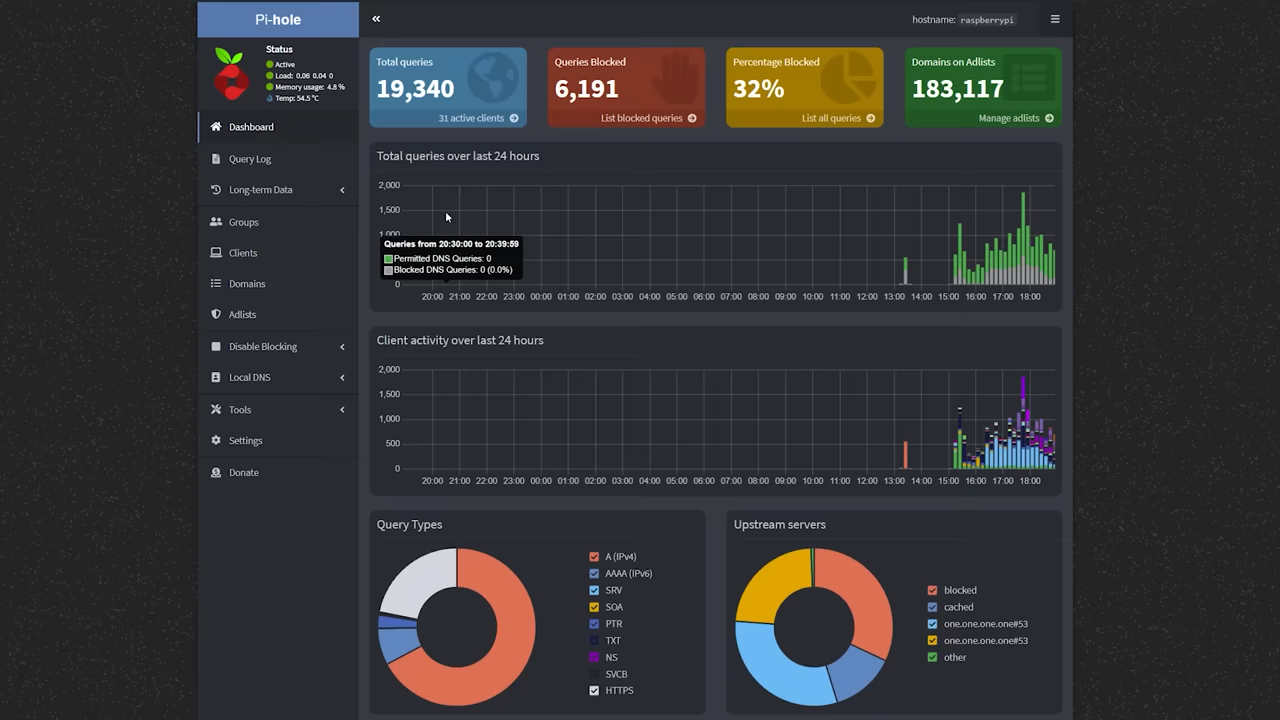 Pi-hole
hostname: raspberrypi
Status
Active
Load: 0.06 0.04 0
Memory usage: 4.8 %
Temp: 54.5 °C
Dashboard
Query Log
Long-term Data
Groups
Clients
Domains
Adlists
Disable Blocking
Local DNS
Tools
Settings
Donate
Total queries
19,340
31 active clients
Queries Blocked
6,191
List blocked queries
Percentage Blocked
32%
List all queries
Domains on Adlists
183,117
Manage adlists
Total queries over last 24 hours
2,000
1,500
1,000
Queries from 20:30:00 to 20:39:59
Permitted DNS Queries: 0
Blocked DNS Queries: 0 (0.0%)
0
20:00 21:00 22:00 23:00 00:00 01:00 02:00 03:00 04:00 05:00 06:00 07:00 08:00 09:00 10:00 11:00 12:00 13:00 14:00 15:00 16:00 17:00 18:00
Client activity over last 24 hours
2,000
1,500
1,000
500
0
20:00 21:00 22:00 23:00 00:00 01:00 02:00 03:00 04:00 05:00 06:00 07:00 08:00 09:00 10:00 11:00 12:00 13:00 14:00 15:00 16:00 17:00 18:00
Query Types
A (IPv4)
AAAA (IPv6)
SRV
SOA
PTR
TXT
NS
SVCB
HTTPS
Upstream servers
blocked
cached
one.one.one.one#53
one.one.one.one#53
other